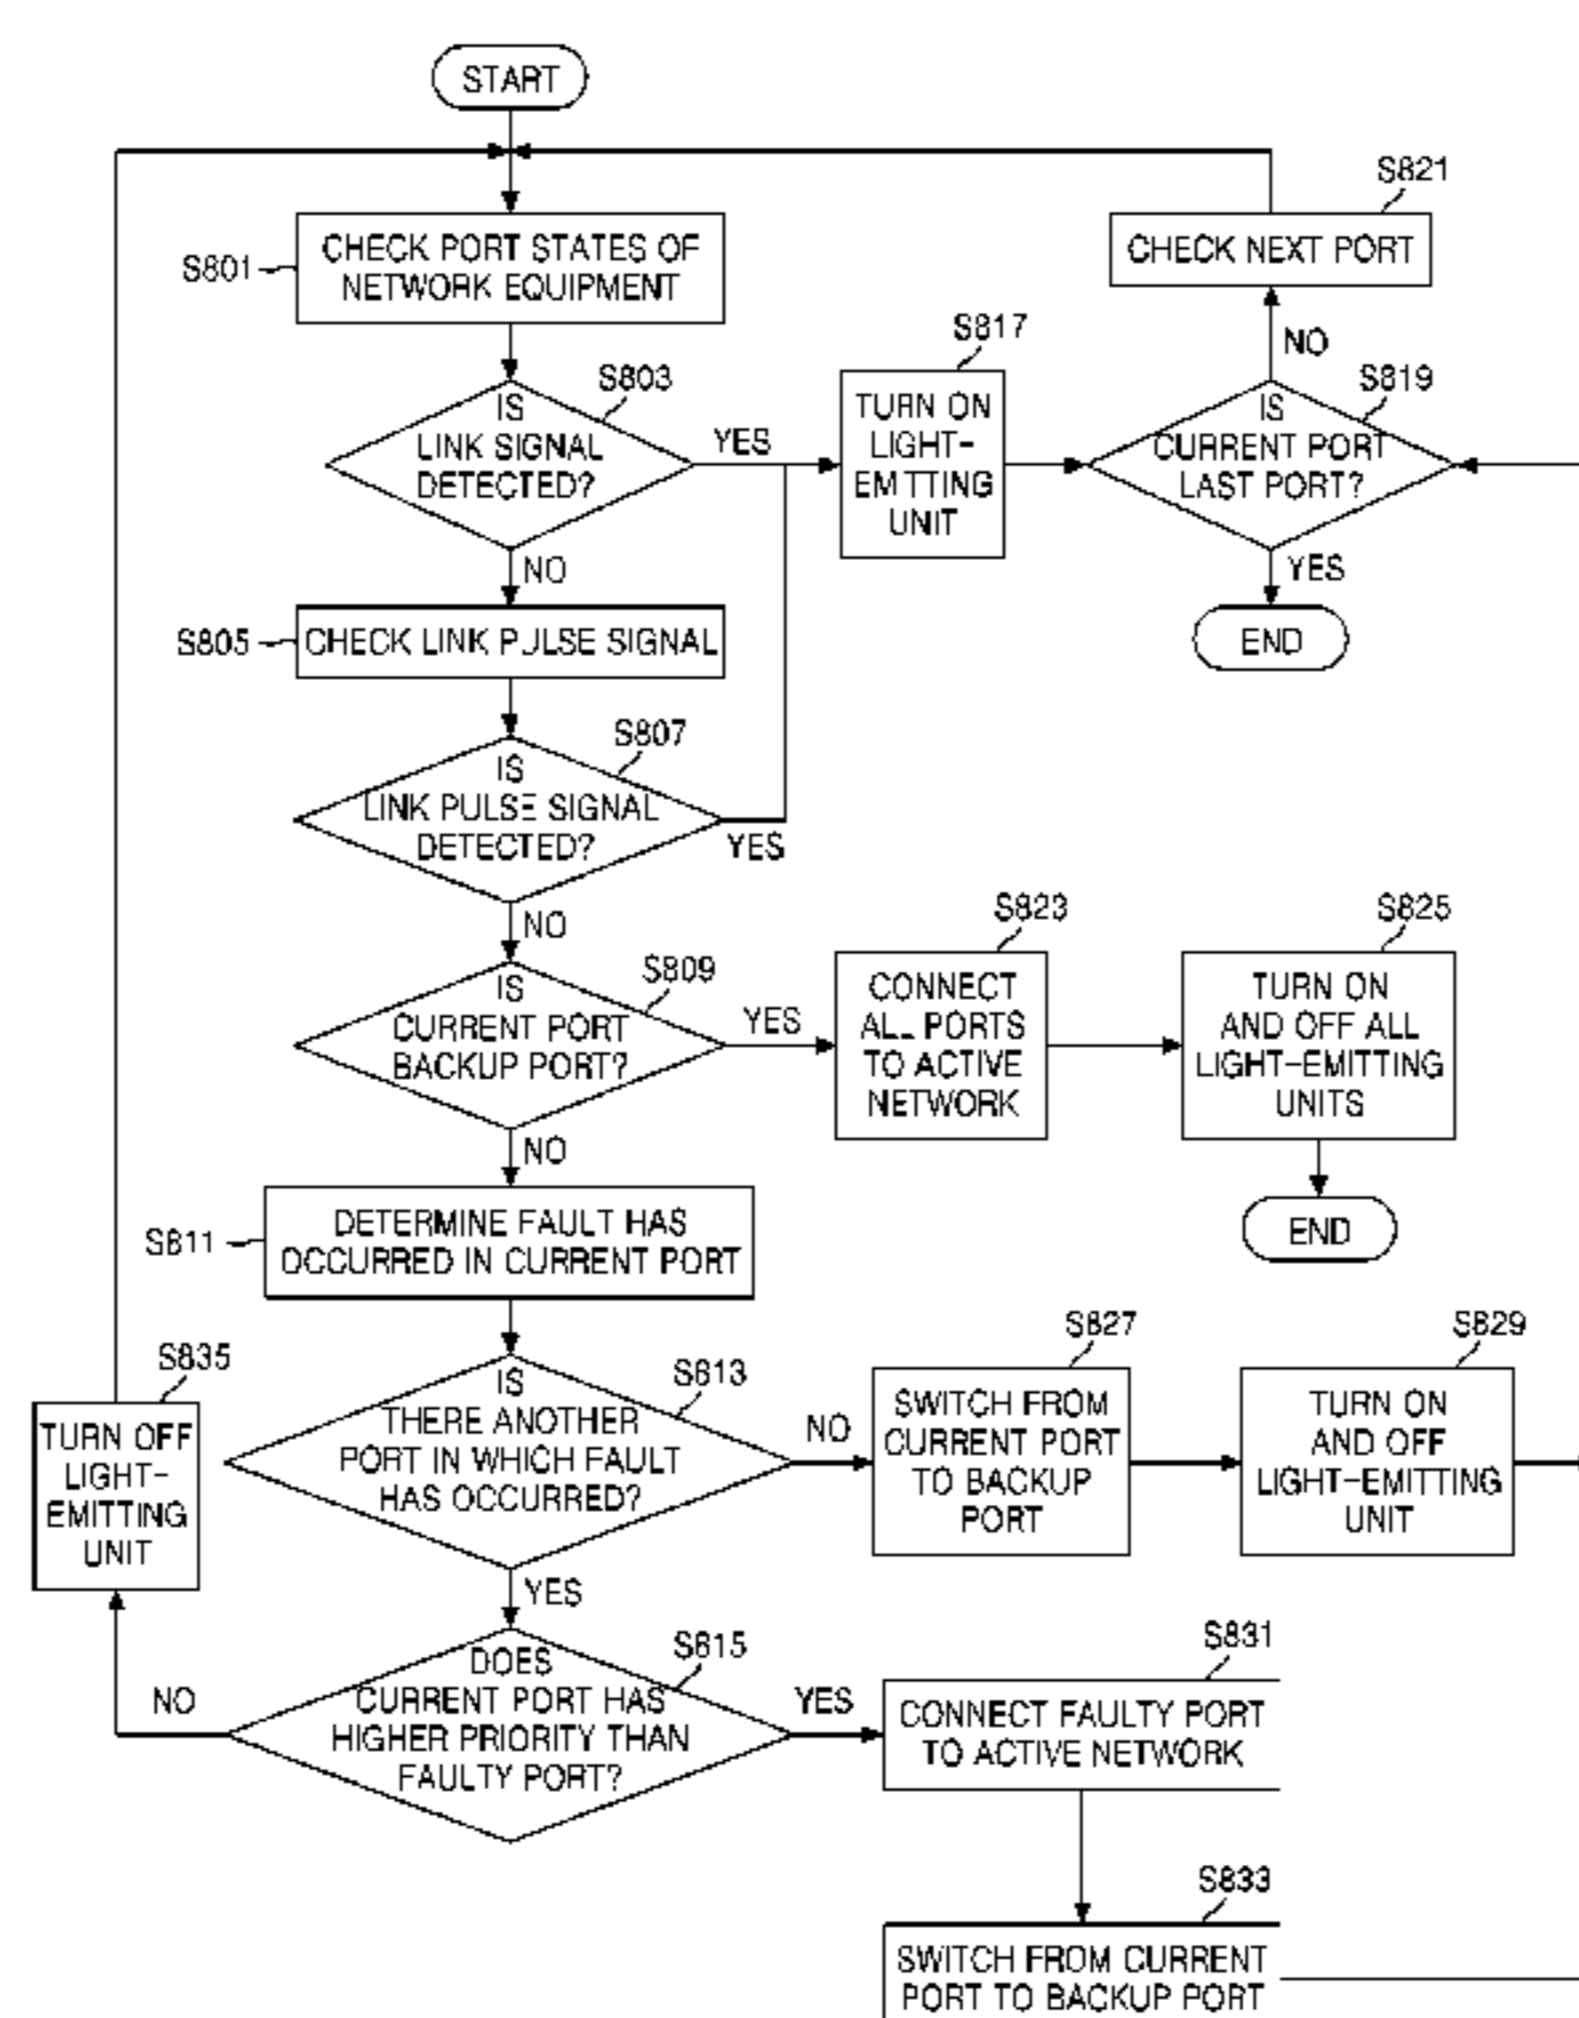 START
S801
CHECK PORT STATES OF
NETWORK EQUIPMENT
S803
IS
LINK SIGNAL
DETECTED?
YES
NO
S805
CHECK LINK PULSE SIGNAL
S807
IS
LINK PULSE SIGNAL
DETECTED?
YES
NO
S809
IS
CURRENT PORT
BACKUP PORT?
YES
NO
S811
DETERMINE FAULT HAS
OCCURRED IN CURRENT PORT
S813
IS
THERE ANOTHER
PORT IN WHICH FAULT
HAS OCCURRED?
NO
YES
S815
DOES
CURRENT PORT HAS
HIGHER PRIORITY THAN
FAULTY PORT?
NO
YES
S817
TURN ON
LIGHT-
EMITTING
UNIT
S819
IS
CURRENT PORT
LAST PORT?
NO
YES
END
S821
CHECK NEXT PORT
S823
CONNECT
ALL PORTS
TO ACTIVE
NETWORK
S825
TURN ON
AND OFF ALL
LIGHT-EMITTING
UNITS
END
S827
SWITCH FROM
CURRENT PORT
TO BACKUP
PORT
S829
TURN ON
AND OFF
LIGHT-EMITTING
UNIT
S831
CONNECT FAULTY PORT
TO ACTIVE NETWORK
S833
SWITCH FROM CURRENT
PORT TO BACKUP PORT
S835
TURN OFF
LIGHT-
EMITTING
UNIT